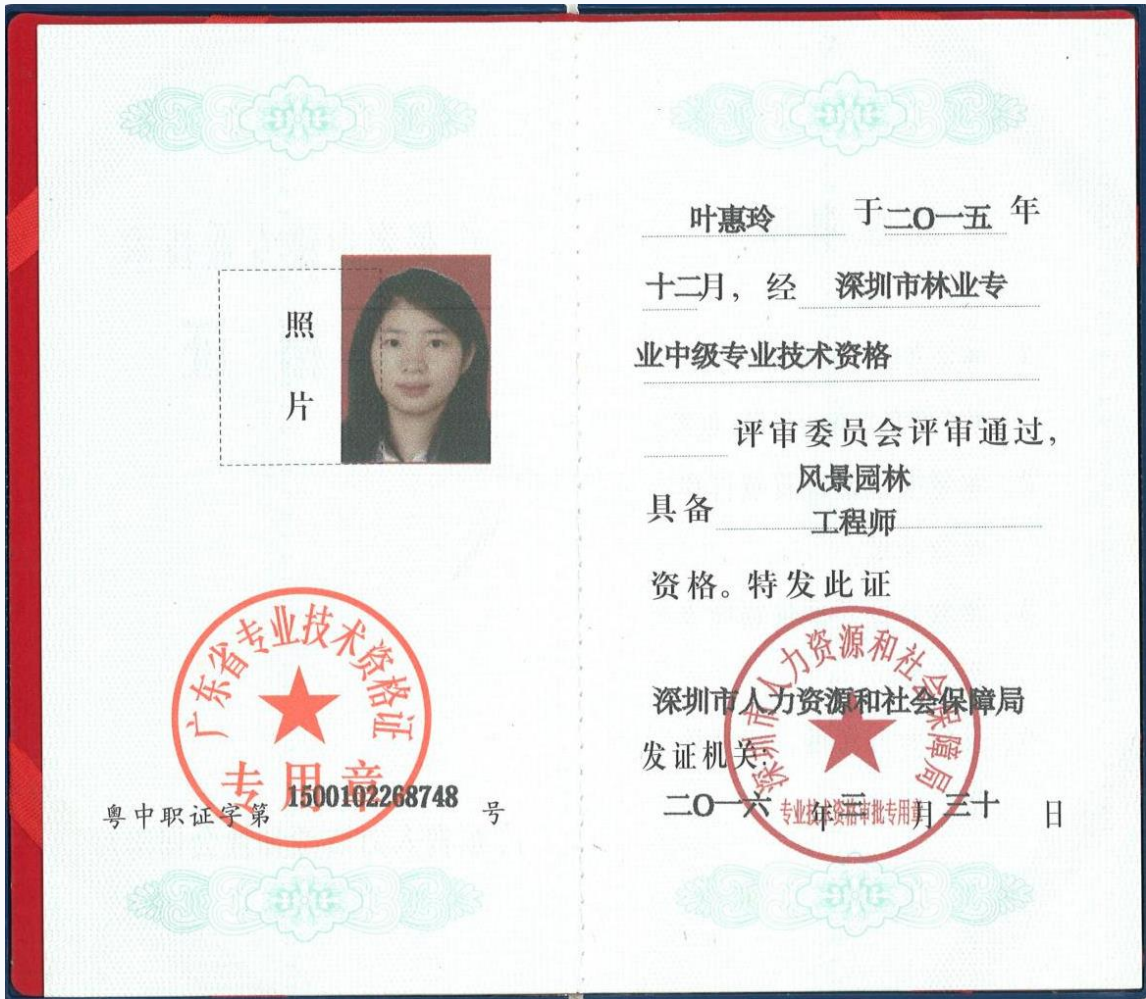 照
片
广东省专业技术资格证
专用章
粤中职证字第 1500102268748 号
叶惠玲 于二〇一五 年
十二月，经 深圳市林业专
业中级专业技术资格
评审委员会评审通过，
风景园林
具备
工程师
资格。特发此证
深圳市人力资源和社会保障局
深圳市人力资源和社会保障局
发证机关：
专业技术资格审批专用章
二〇一六 年 三 月 三十 日